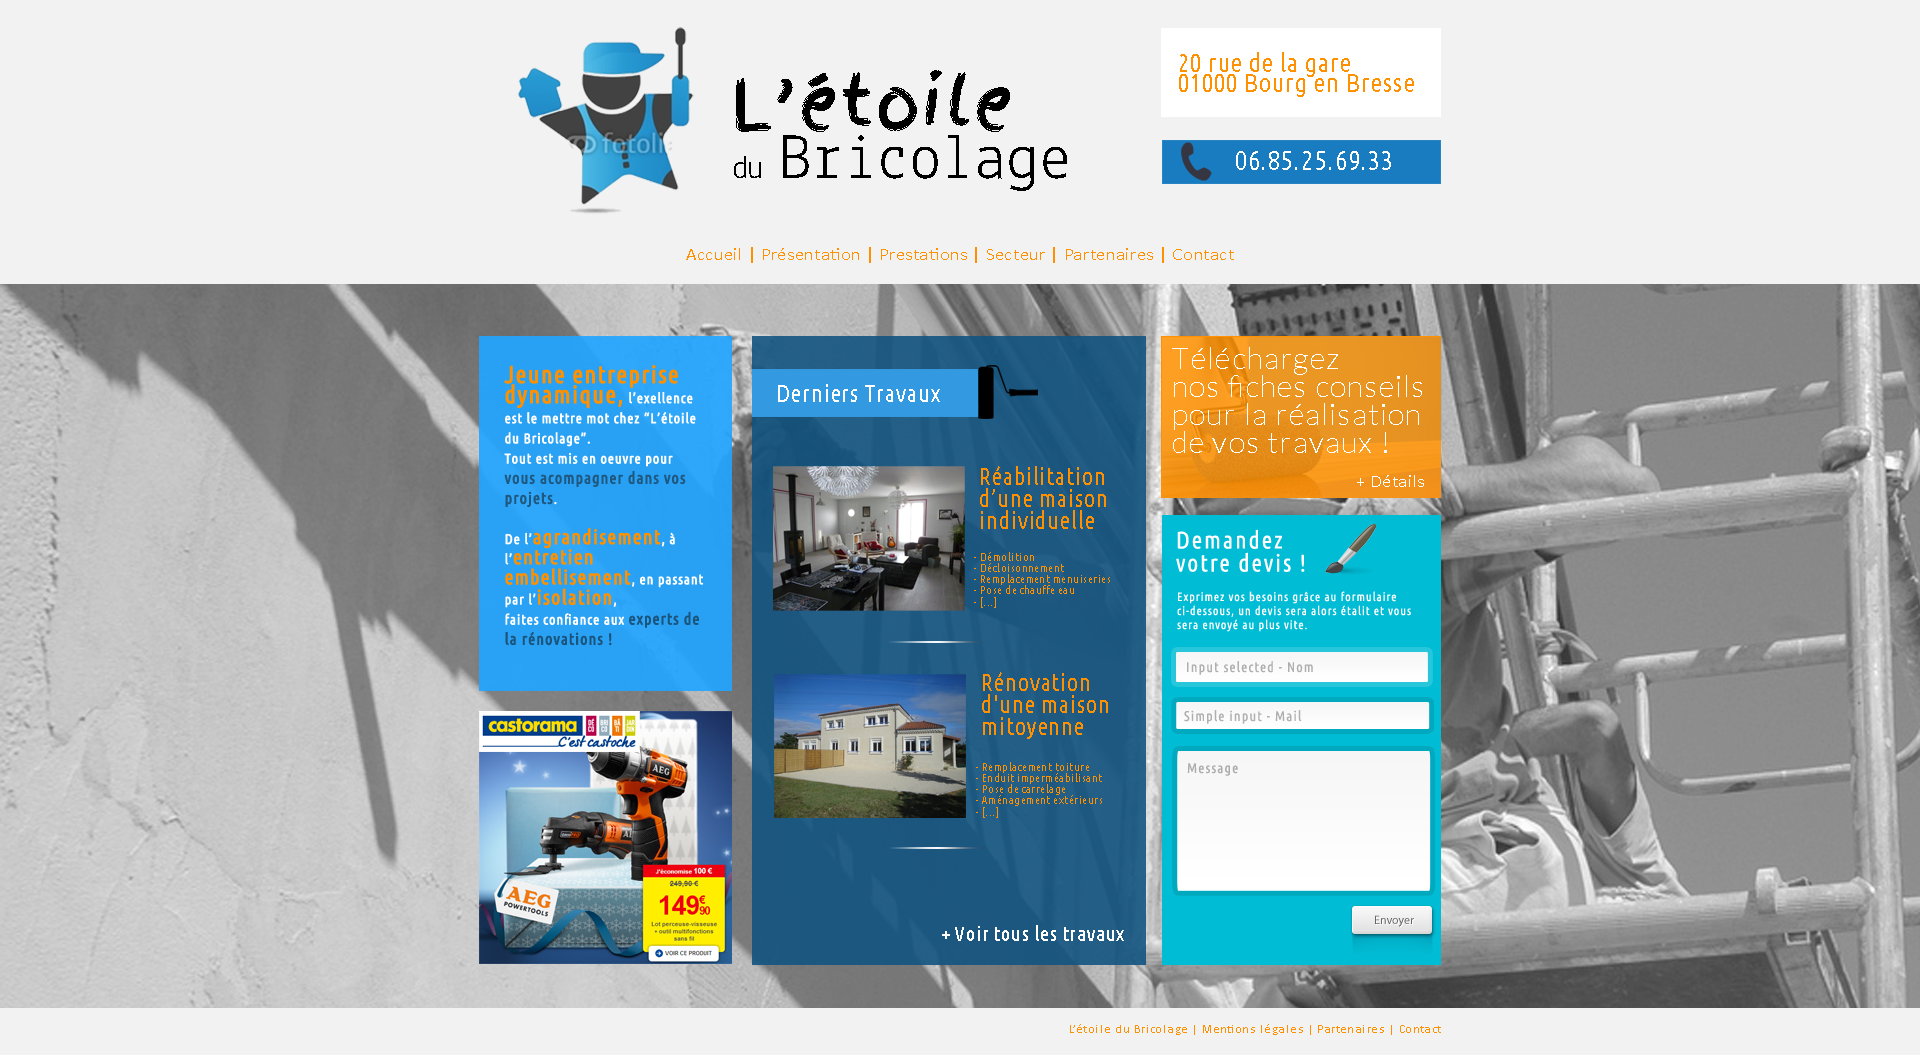 fotolia
L'étoile
du Bricolage
20 rue de la gare
01000 Bourg en Bresse
06.85.25.69.33
Accueil | Présentation | Prestations | Secteur | Partenaires | Contact
Jeune entreprise
dynamique, l'exellence
est le mettre mot chez “L'étoile
du Bricolage”.
Tout est mis en oeuvre pour
vous acompagner dans vos
projets.
De l'agrandisement, à
l'entretien
embellisement, en passant
par l'isolation,
faites confiance aux experts de
la rénovations !
castorama DÉCO BRICO BÂTI JARDIN
C'est castoche
AEG
AEG
POWERTOOLS
J'économise 100 €
249,90 €
149€90
Lot perceuse-visseuse
+ outil multifonctions
sans fil
VOIR CE PRODUIT
Derniers Travaux
Réabilitation
d'une maison
individuelle
- Démolition
- Décloisonnement
- Remplacement menuiseries
- Pose de chauffe eau
- [...]
Rénovation
d'une maison
mitoyenne
- Remplacement toiture
- Enduit imperméabilisant
- Pose de carrelage
- Aménagement extérieurs
- [...]
+ Voir tous les travaux
Téléchargez
nos fiches conseils
pour la réalisation
de vos travaux !
+ Détails
Demandez
votre devis !
Exprimez vos besoins grâce au formulaire
ci-dessous, un devis sera alors étalit et vous
sera envoyé au plus vite.
Input selected - Nom
Simple input - Mail
Message
Envoyer
L'étoile du Bricolage | Mentions légales | Partenaires | Contact